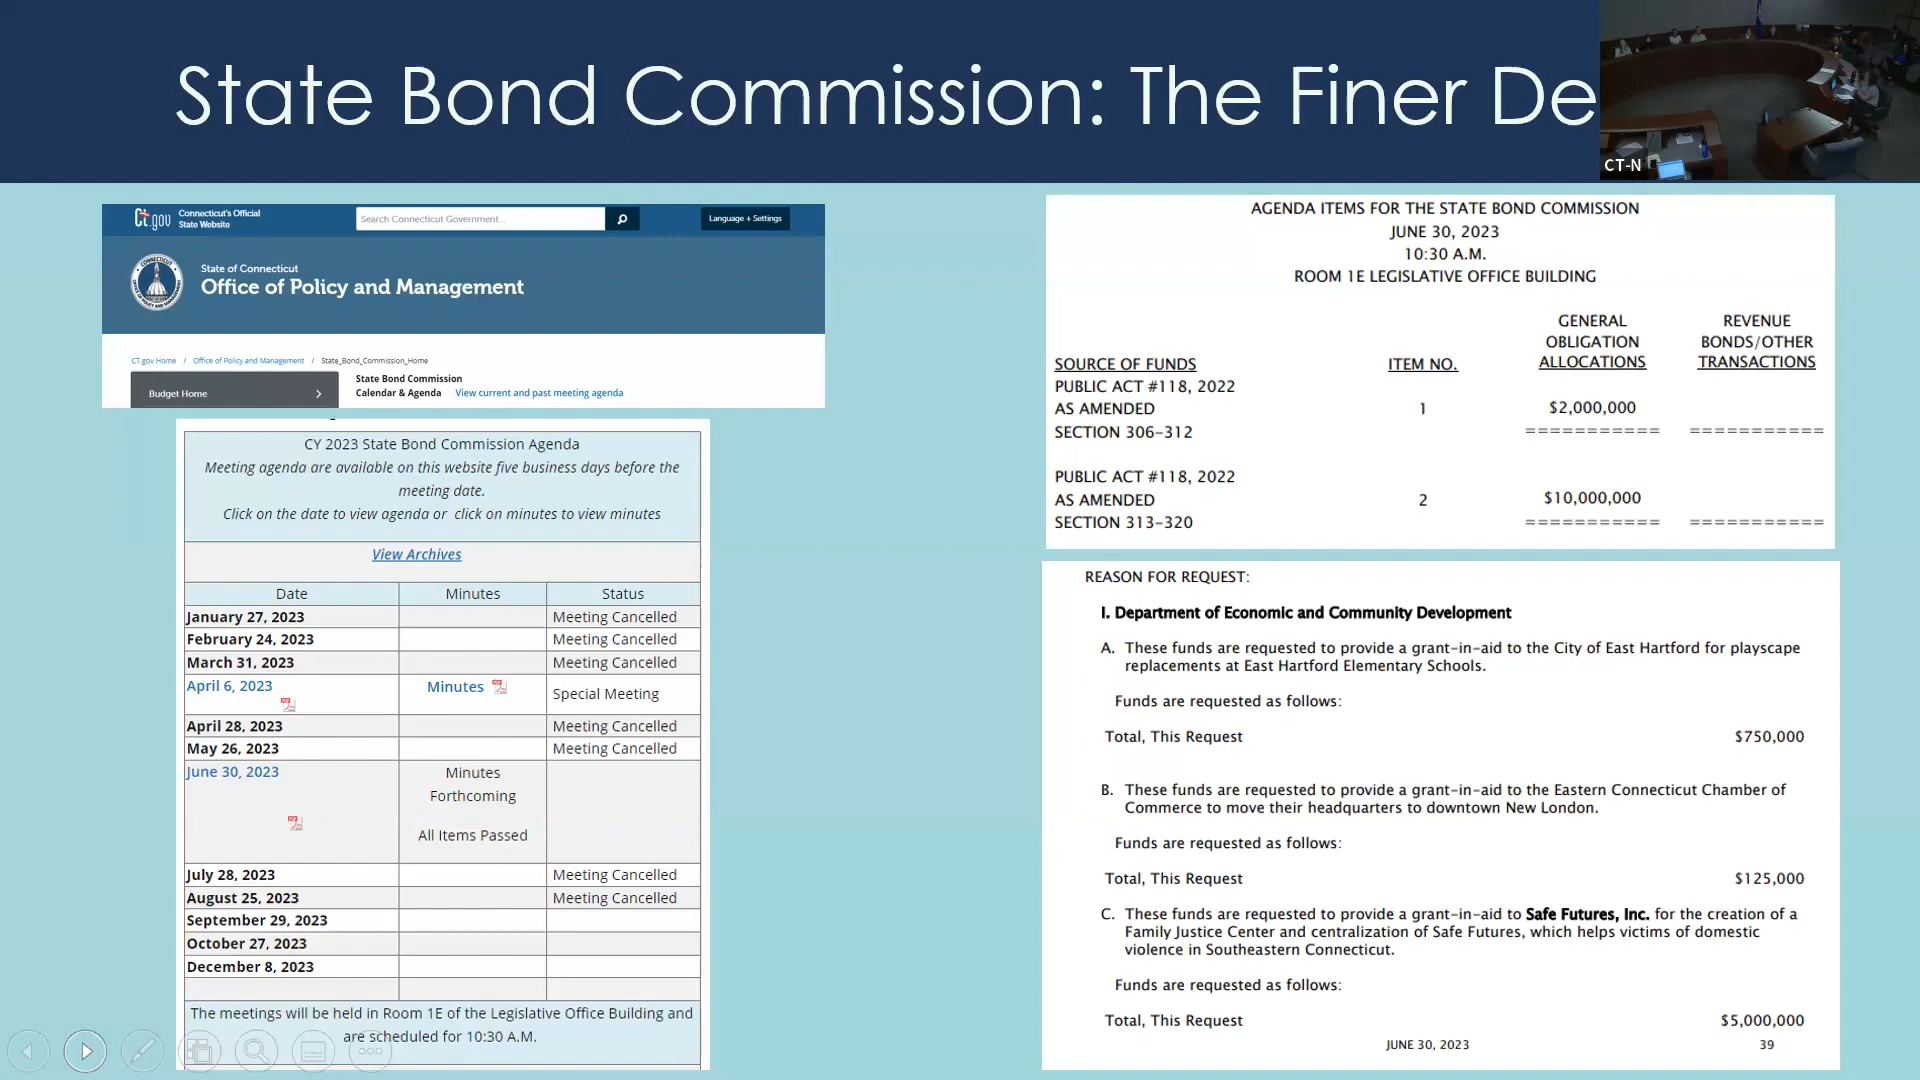 State Bond Commission: The Finer De
CT-N
Ct.gov
Connecticut's Official
State Website
Search Connecticut Government...
Language + Settings
State of Connecticut
Office of Policy and Management
CT.gov Home / Office of Policy and Management / State_Bond_Commission_Home
Budget Home
State Bond Commission
Calendar & Agenda View current and past meeting agenda
CY 2023 State Bond Commission Agenda
Meeting agenda are available on this website five business days before the
meeting date.
Click on the date to view agenda or click on minutes to view minutes
View Archives
Date Minutes Status
January 27, 2023 Meeting Cancelled
February 24, 2023 Meeting Cancelled
March 31, 2023 Meeting Cancelled
April 6, 2023 Minutes Special Meeting
April 28, 2023 Meeting Cancelled
May 26, 2023 Meeting Cancelled
June 30, 2023 Minutes
Forthcoming
All Items Passed
July 28, 2023 Meeting Cancelled
August 25, 2023 Meeting Cancelled
September 29, 2023
October 27, 2023
December 8, 2023
The meetings will be held in Room 1E of the Legislative Office Building and
are scheduled for 10:30 A.M.
AGENDA ITEMS FOR THE STATE BOND COMMISSION
JUNE 30, 2023
10:30 A.M.
ROOM 1E LEGISLATIVE OFFICE BUILDING
GENERAL REVENUE
OBLIGATION BONDS/OTHER
SOURCE OF FUNDS ITEM NO. ALLOCATIONS TRANSACTIONS
PUBLIC ACT #118, 2022
AS AMENDED 1 $2,000,000
SECTION 306-312 =========== ===========
PUBLIC ACT #118, 2022
AS AMENDED 2 $10,000,000
SECTION 313-320 =========== ===========
REASON FOR REQUEST:
I. Department of Economic and Community Development
A. These funds are requested to provide a grant-in-aid to the City of East Hartford for playscape
replacements at East Hartford Elementary Schools.
Funds are requested as follows:
Total, This Request $750,000
B. These funds are requested to provide a grant-in-aid to the Eastern Connecticut Chamber of
Commerce to move their headquarters to downtown New London.
Funds are requested as follows:
Total, This Request $125,000
C. These funds are requested to provide a grant-in-aid to Safe Futures, Inc. for the creation of a
Family Justice Center and centralization of Safe Futures, which helps victims of domestic
violence in Southeastern Connecticut.
Funds are requested as follows:
Total, This Request $5,000,000
JUNE 30, 2023 39